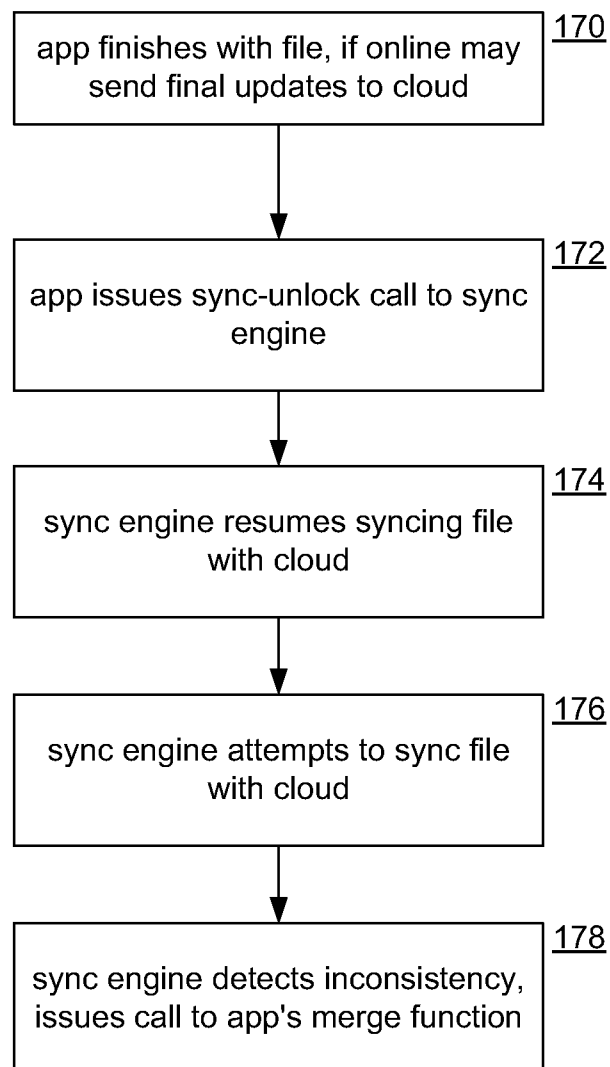 170
app finishes with file, if online may
send final updates to cloud
172
app issues sync-unlock call to sync
engine
174
sync engine resumes syncing file
with cloud
176
sync engine attempts to sync file
with cloud
178
sync engine detects inconsistency,
issues call to app's merge function